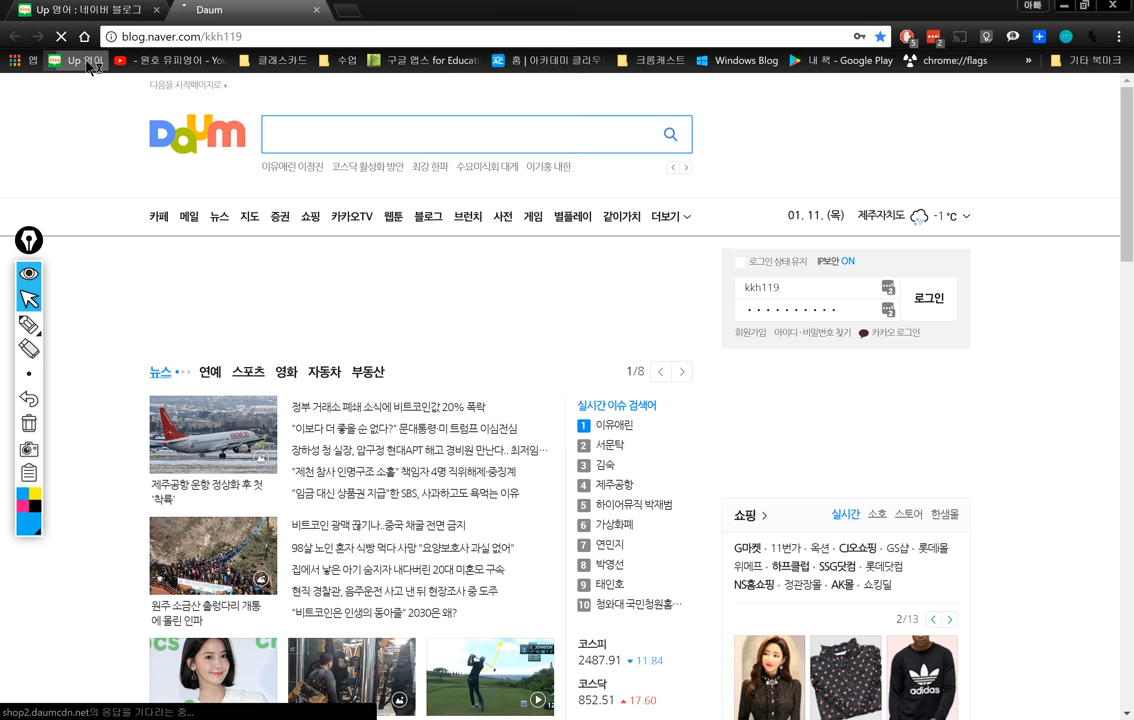 Up 영어 : 네이버 블로그
Daum
아빠
blog.naver.com/kkh119
앱
Up 영어
- 원호 유피영어 - You
클래스카드
수업
구글 앱스 for Educati
홈 | 아카데미 클라우
크롬캐스트
Windows Blog
내 책 - Google Play
chrome://flags
»
기타 북마크
다음을 시작페이지로
Daum
이유애린 이정진 코스닥 활성화 방안 최강 한파 수요미식회 대게 이기홍 내한
카페 메일 뉴스 지도 증권 쇼핑 카카오TV 웹툰 블로그 브런치 사전 게임 별플레이 같이가치 더보기
01. 11. (목) 제주자치도 -1 ℃
로그인 상태 유지 IP보안 ON
kkh119
로그인
회원가입 아이디 · 비밀번호 찾기 카카오 로그인
뉴스 연예 스포츠 영화 자동차 부동산
1/8
제주공항 운항 정상화 후 첫
'착륙'
정부 거래소 폐쇄 소식에 비트코인값 20% 폭락
"이보다 더 좋을 순 없다?" 문대통령·미 트럼프 이심전심
장하성 청 실장, 압구정 현대APT 해고 경비원 만난다.. 최저임…
"제천 참사 인명구조 소홀" 책임자 4명 직위해제·중징계
"임금 대신 상품권 지급"한 SBS, 사과하고도 욕먹는 이유
원주 소금산 출렁다리 개통
에 몰린 인파
비트코인 광맥 끊기나..중국 채굴 전면 금지
98살 노인 혼자 식빵 먹다 사망 "요양보호사 과실 없어"
집에서 낳은 아기 숨지자 내다버린 20대 미혼모 구속
현직 경찰관, 음주운전 사고 낸 뒤 현장조사 중 도주
"비트코인은 인생의 동아줄" 2030은 왜?
실시간 이슈 검색어
1 이유애린
2 서문탁
3 김숙
4 제주공항
5 하이어뮤직 박재범
6 가상화폐
7 연민지
8 박영선
9 태인호
10 청와대 국민청원홈…
코스피
2487.91 ▼ 11.84
코스닥
852.51 ▲ 17.60
쇼핑 실시간 소호 스토어 한샘몰
G마켓 · 11번가 · 옥션 · CJ오쇼핑 · GS샵 · 롯데몰
위메프 · 하프클럽 · SSG닷컴 · 롯데닷컴
NS홈쇼핑 · 정관장몰 · AK몰 · 쇼킹딜
2/13
adidas
shop2.daumcdn.net의 응답을 기다리는 중...